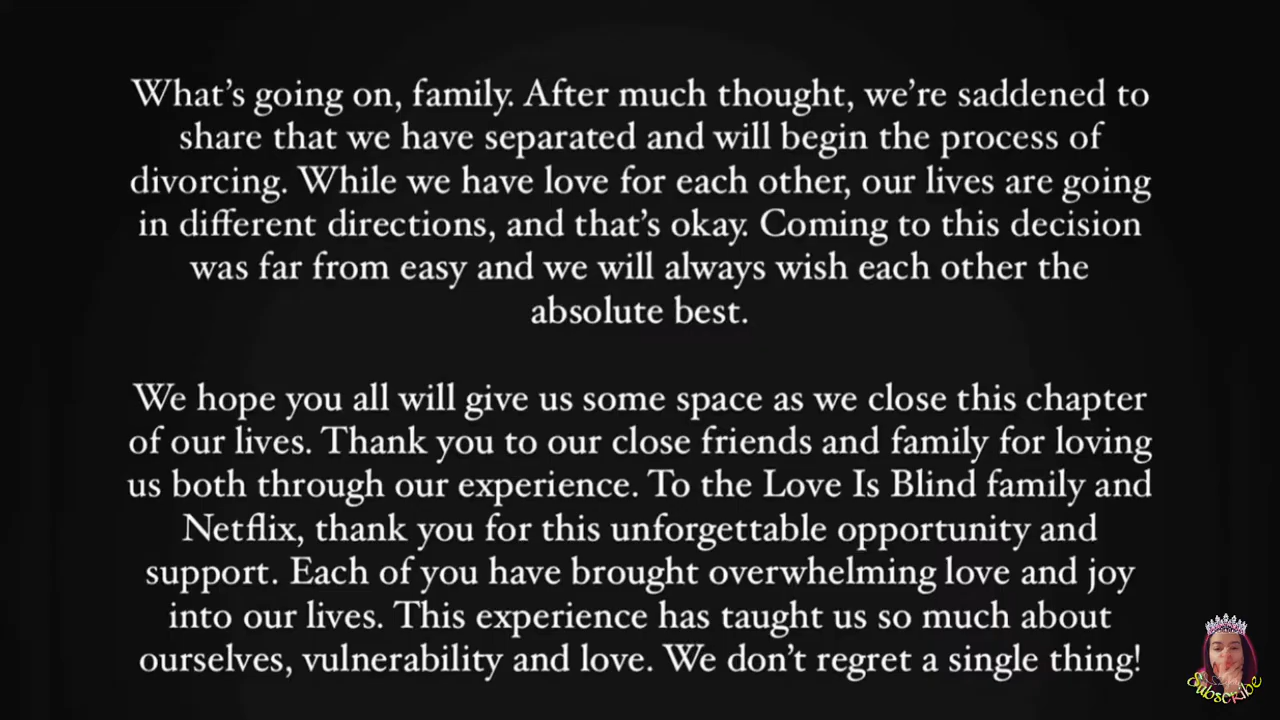 What's going on, family. After much thought, we're saddened to
share that we have separated and will begin the process of
divorcing. While we have love for each other, our lives are going
in different directions, and that's okay. Coming to this decision
was far from easy and we will always wish each other the
absolute best.
We hope you all will give us some space as we close this chapter
of our lives. Thank you to our close friends and family for loving
us both through our experience. To the Love Is Blind family and
Netflix, thank you for this unforgettable opportunity and
support. Each of you have brought overwhelming love and joy
into our lives. This experience has taught us so much about
ourselves, vulnerability and love. We don't regret a single thing!
Subscribe